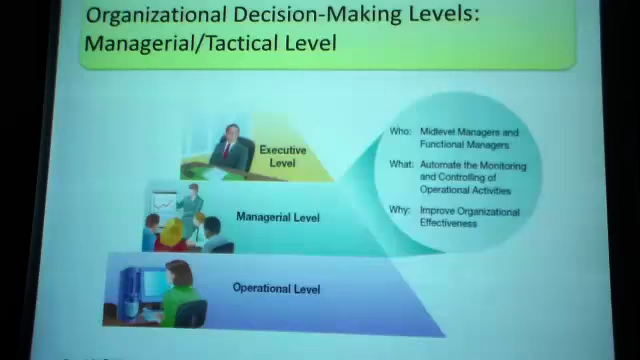 Organizational Decision-Making Levels:
Managerial/Tactical Level
Executive
Level
Managerial Level
Operational Level
Who: Midlevel Managers and
Functional Managers
What: Automate the Monitoring
and Controlling of
Operational Activities
Why: Improve Organizational
Effectiveness